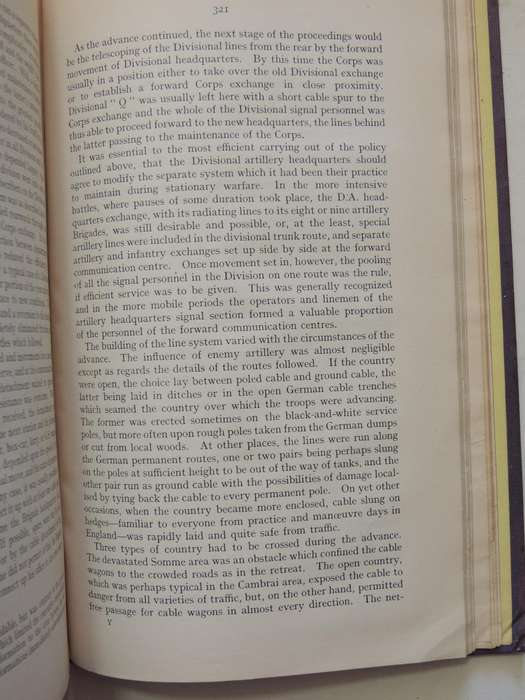 321
As the advance continued, the next stage of the proceedings would
be the telescoping of the Divisional lines from the rear by the forward
movement of Divisional headquarters. By this time the Corps was
usually in a position either to take over the old Divisional exchange
or to establish a forward Corps exchange in close proximity.
Divisional "Q" was usually left here with a short cable spur to the
Corps exchange and the whole of the Divisional signal personnel was
thus able to proceed forward to the new headquarters, the lines behind
the latter passing to the maintenance of the Corps.
It was essential to the most efficient carrying out of the policy
outlined above, that the Divisional artillery headquarters should
agree to modify the separate system which it had been their practice
to maintain during stationary warfare. In the more intensive
battles, where pauses of some duration took place, the D.A. head-
quarters exchange, with its radiating lines to its eight or nine artillery
Brigades, was still desirable and possible, or, at the least, special
artillery lines were included in the divisional trunk route, and separate
artillery and infantry exchanges set up side by side at the forward
communication centre. Once movement set in, however, the pooling
of all the signal personnel in the Division on one route was the rule,
if efficient service was to be given. This was generally recognized
and in the more mobile periods the operators and linemen of the
artillery headquarters signal section formed a valuable proportion
of the personnel of the forward communication centres.
The building of the line system varied with the circumstances of the
advance. The influence of enemy artillery was almost negligible
except as regards the details of the routes followed. If the country
were open, the choice lay between poled cable and ground cable, the
latter being laid in ditches or in the open German cable trenches
which seamed the country over which the troops were advancing.
The former was erected sometimes on the black-and-white service
poles, but more often upon rough poles taken from the German dumps
or cut from local woods. At other places, the lines were run along
the German permanent routes, one or two pairs being perhaps slung
on the poles at sufficient height to be out of the way of tanks, and the
other pair run as ground cable with the possibilities of damage local-
ised by tying back the cable to every permanent pole. On yet other
occasions, when the country became more enclosed, cable slung on
hedges—familiar to everyone from practice and manœuvre days in
England—was rapidly laid and quite safe from traffic.
Three types of country had to be crossed during the advance.
The devastated Somme area was an obstacle which confined the cable
wagons to the crowded roads as in the retreat. The open country,
which was perhaps typical in the Cambrai area, exposed the cable to
danger from all varieties of traffic, but, on the other hand, permitted
free passage for cable wagons in almost every direction. The net-
Y